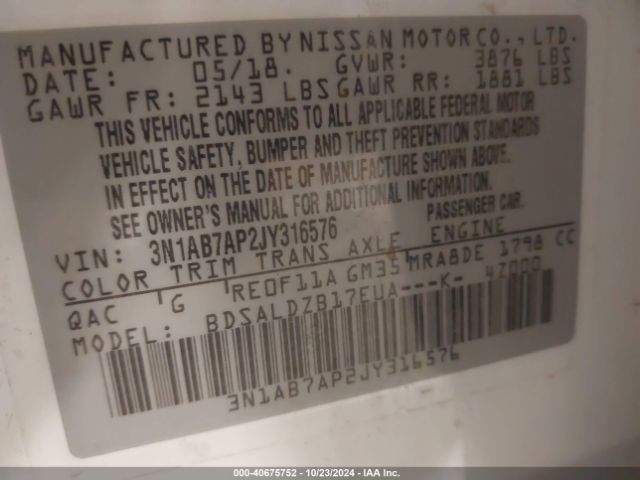 MANUFACTURED BY NISSAN MOTOR CO., LTD.
DATE: 05/18. GVWR: 3876 LBS
GAWR FR: 2143 LBS GAWR RR: 1881 LBS
THIS VEHICLE CONFORMS TO ALL APPLICABLE FEDERAL MOTOR
VEHICLE SAFETY, BUMPER AND THEFT PREVENTION STANDARDS
IN EFFECT ON THE DATE OF MANUFACTURE SHOWN ABOVE.
SEE OWNER'S MANUAL FOR ADDITIONAL INFORMATION.
VIN: 3N1AB7AP2JY316576 PASSENGER CAR.
COLOR TRIM TRANS AXLE ENGINE
QAC G RE0F11A GM35 MRA8DE 1798 CC
MODEL: BDSALDZB17EUA---K- 47000
3N1AB7AP2JY316576
000-40675752 - 10/23/2024 - IAA Inc.